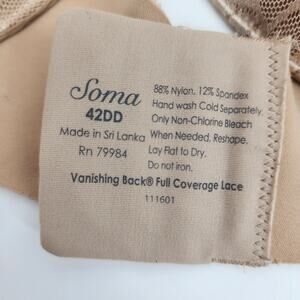 Soma
42DD
Made in Sri Lanka
Rn 79984
88% Nylon, 12% Spandex
Hand wash Cold Separately,
Only Non-Chlorine Bleach
When Needed, Reshape,
Lay Flat to Dry.
Do not iron.
Vanishing Back® Full Coverage Lace
111601